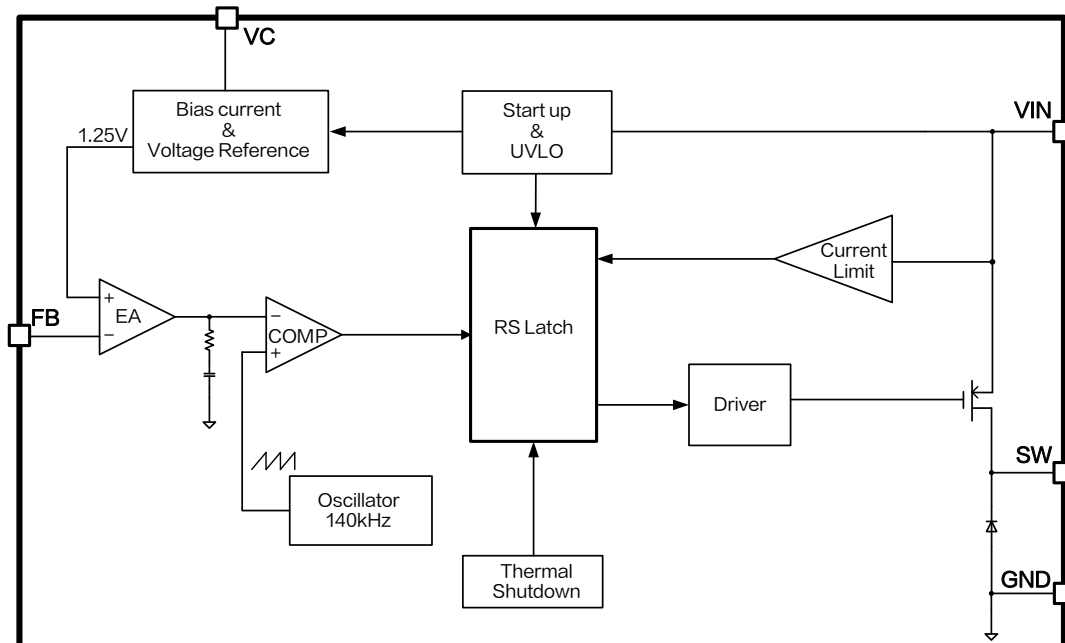 VC
Bias current
&
Voltage Reference
1.25V
Start up
&
UVLO
VIN
Current
Limit
+
EA
−
FB
−
COMP
+
RS Latch
Driver
SW
Oscillator
140kHz
Thermal
Shutdown
GND